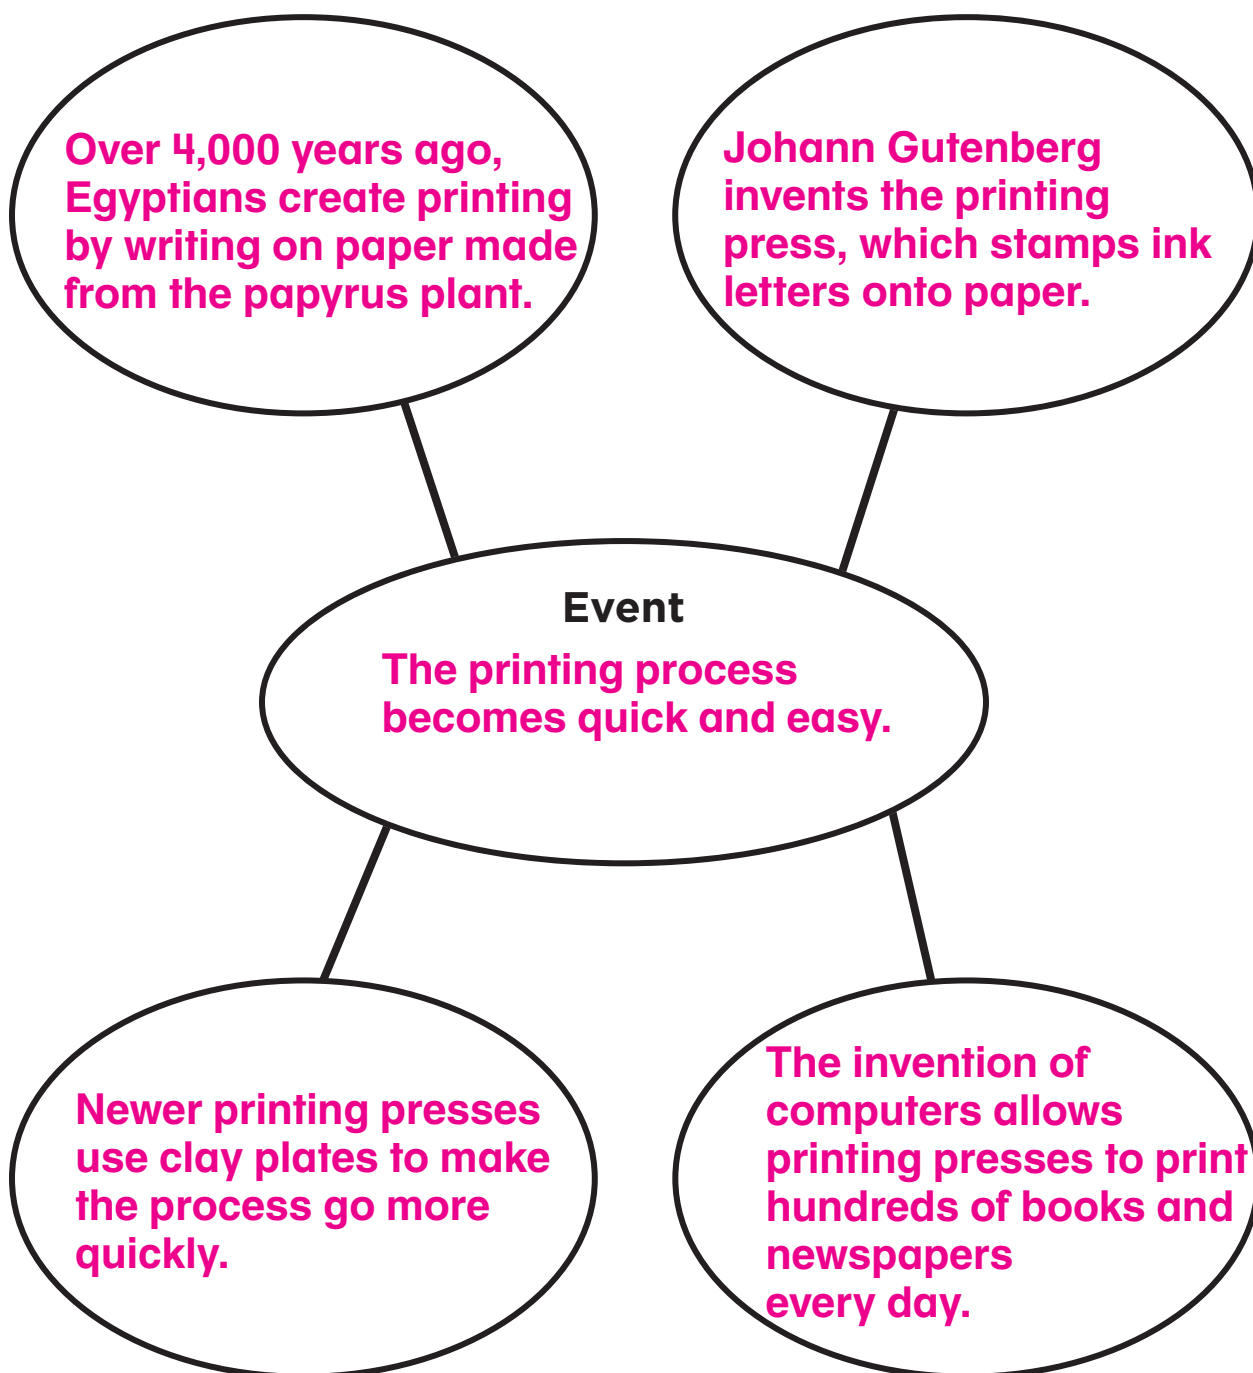 Over 4,000 years ago,
Egyptians create printing
by writing on paper made
from the papyrus plant.
Johann Gutenberg
invents the printing
press, which stamps ink
letters onto paper.
Event
The printing process
becomes quick and easy.
Newer printing presses
use clay plates to make
the process go more
quickly.
The invention of
computers allows
printing presses to print
hundreds of books and
newspapers
every day.